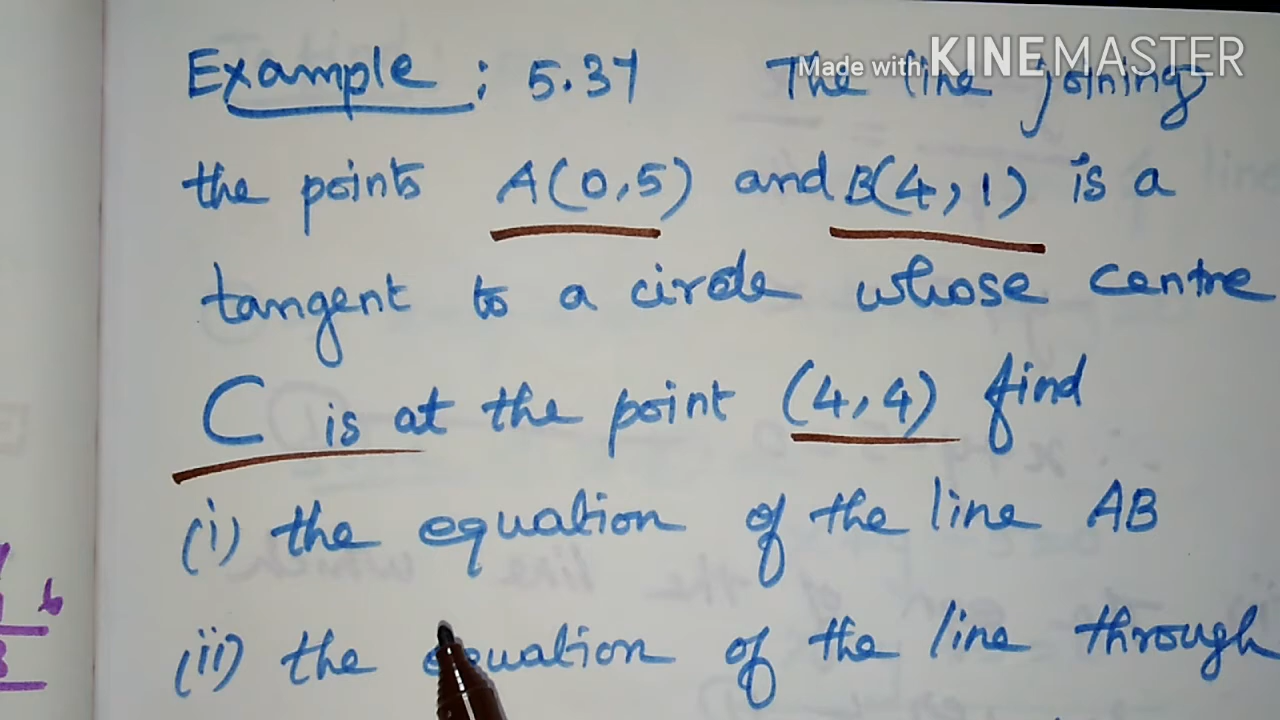 Made with KINEMASTER
Example : 5.37 The line joining
the points A(0,5) and B(4,1) is a
tangent to a circle whose centre
C is at the point (4,4) find
(i) the equation of the line AB
(ii) the equation of the line through